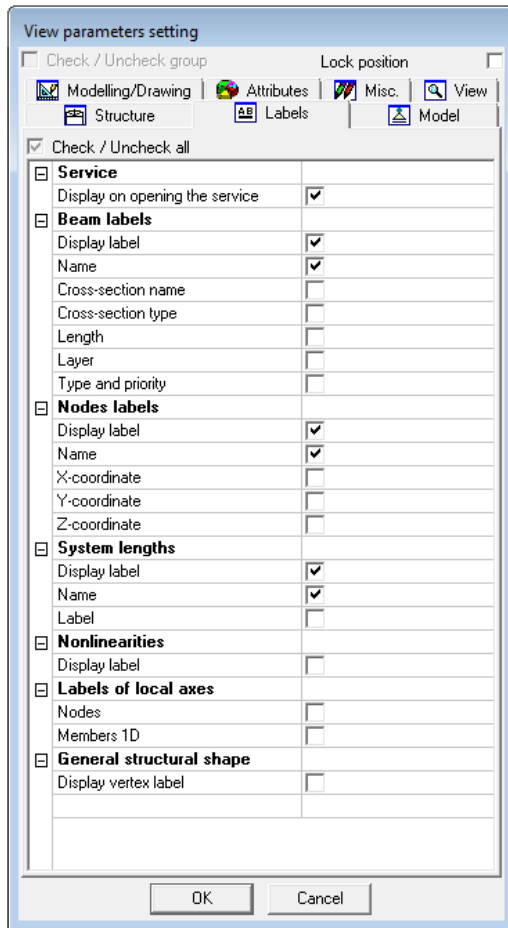 View parameters setting
Check / Uncheck group Lock position
Modelling/Drawing Attributes Misc. View
Structure AB Labels Model
Check / Uncheck all
Service
Display on opening the service
Beam labels
Display label
Name
Cross-section name
Cross-section type
Length
Layer
Type and priority
Nodes labels
Display label
Name
X-coordinate
Y-coordinate
Z-coordinate
System lengths
Display label
Name
Label
Nonlinearities
Display label
Labels of local axes
Nodes
Members 1D
General structural shape
Display vertex label
OK Cancel